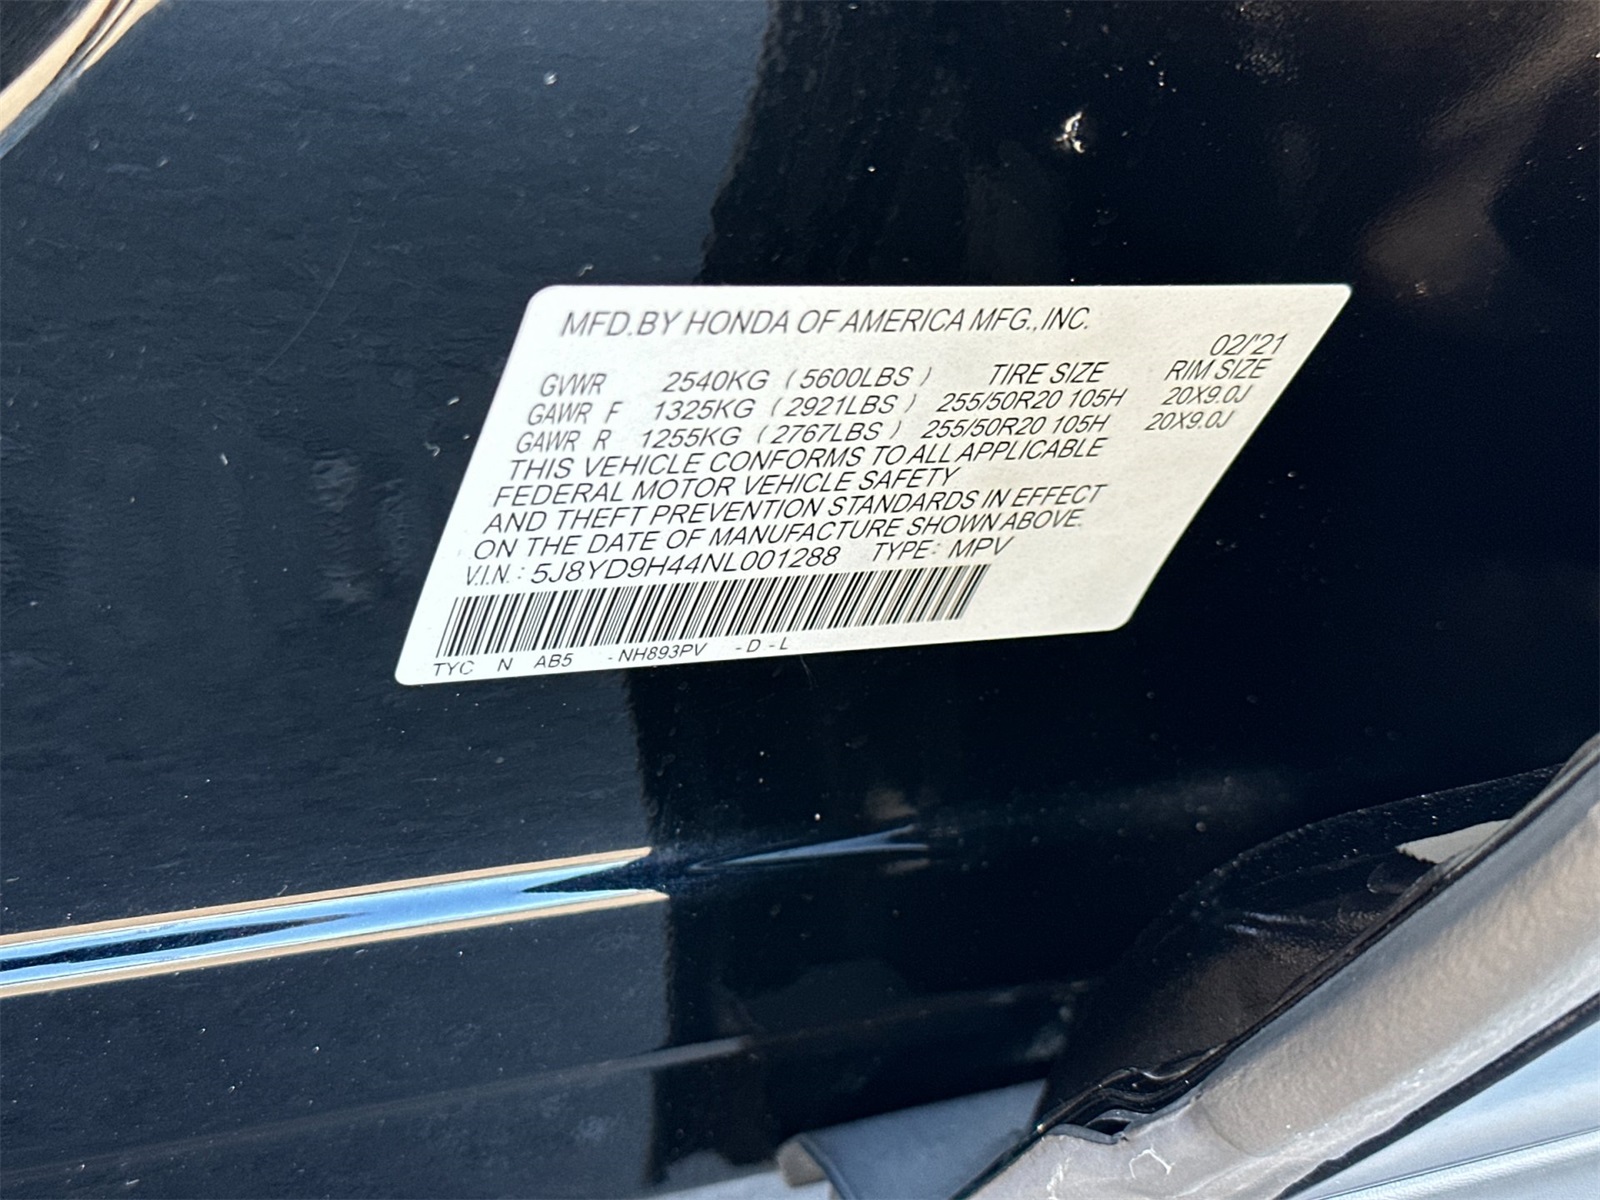 MFD. BY HONDA OF AMERICA MFG., INC.
02/'21
GVWR 2540KG (5600LBS) TIRE SIZE RIM SIZE
GAWR F 1325KG (2921LBS) 255/50R20 105H 20X9.0J
GAWR R 1255KG (2767LBS) 255/50R20 105H 20X9.0J
THIS VEHICLE CONFORMS TO ALL APPLICABLE
FEDERAL MOTOR VEHICLE SAFETY
AND THEFT PREVENTION STANDARDS IN EFFECT
ON THE DATE OF MANUFACTURE SHOWN ABOVE.
V.I.N.: 5J8YD9H44NL001288 TYPE: MPV
TYC N AB5 -NH893PV -D -L